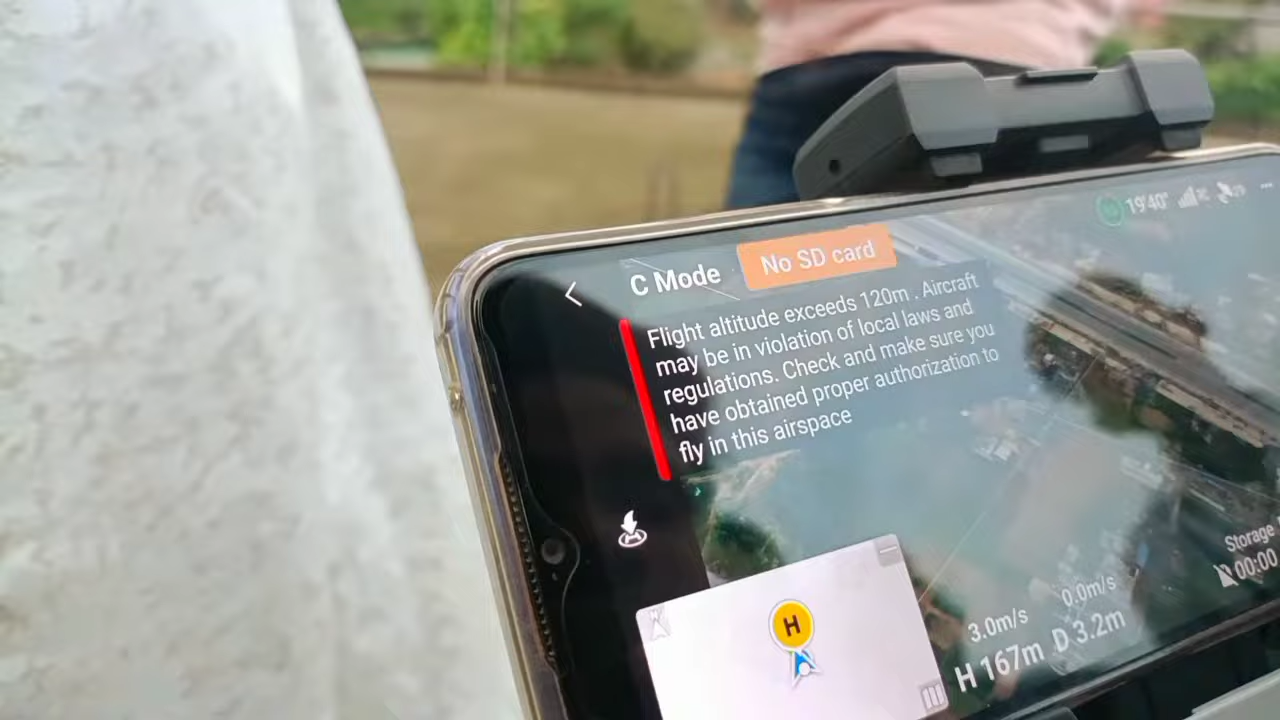 C Mode
No SD card
19'40"
Flight altitude exceeds 120m . Aircraft
may be in violation of local laws and
regulations. Check and make sure you
have obtained proper authorization to
fly in this airspace
H
3.0m/s
0.0m/s
H 167m D 3.2m
Storage
00:00